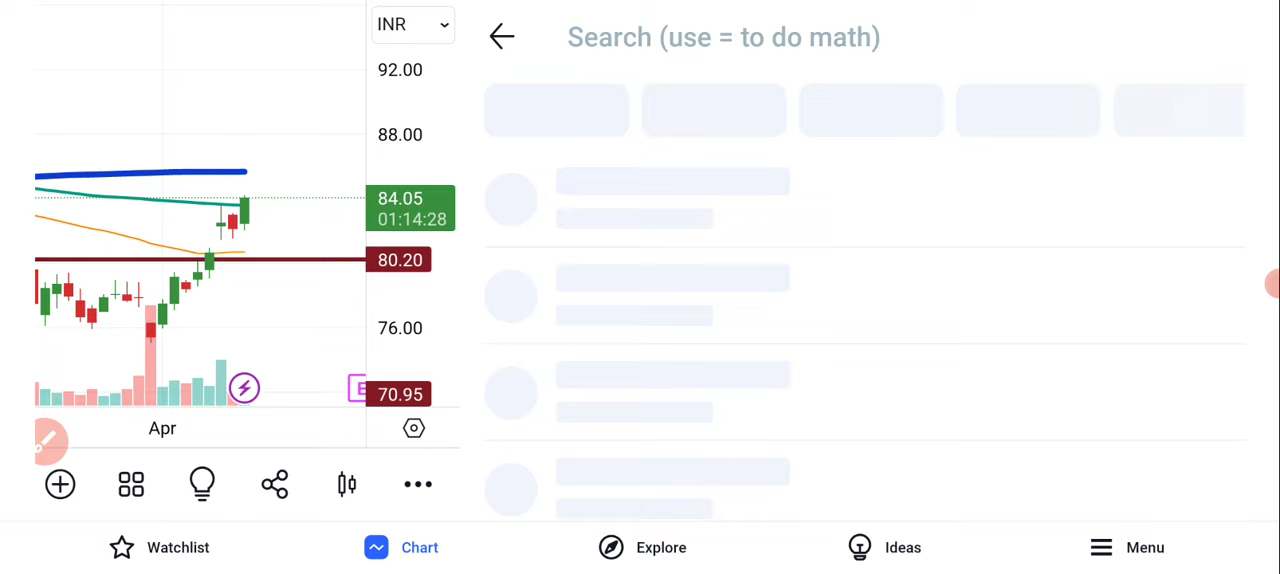 INR
92.00
88.00
84.05
01:14:28
80.20
76.00
70.95
E
Apr
Search (use = to do math)
Watchlist
Chart
Explore
Ideas
Menu